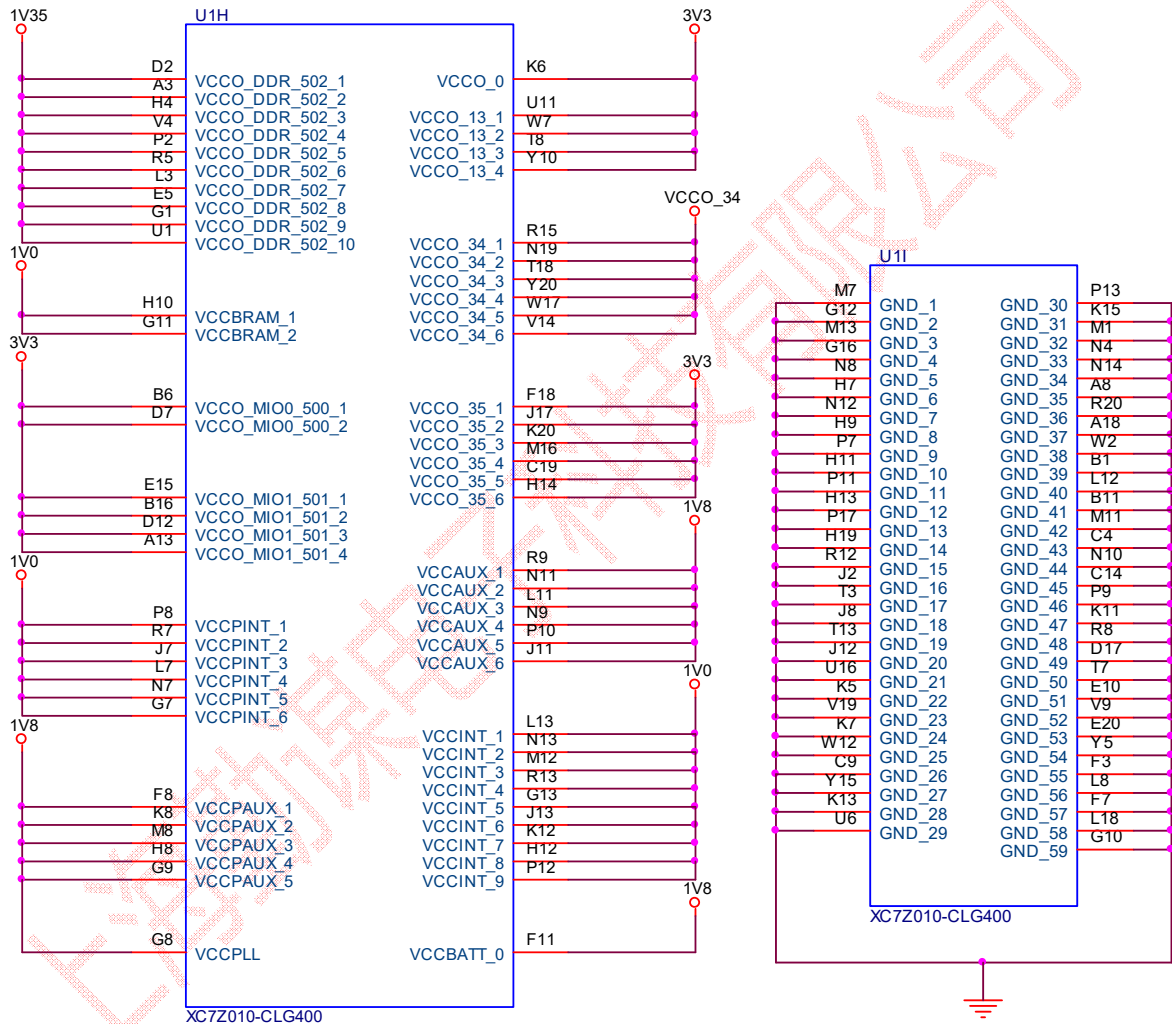 U1H
1V35
D2 VCCO_DDR_502_1
A3 VCCO_DDR_502_2
H4 VCCO_DDR_502_3
V4 VCCO_DDR_502_4
P2 VCCO_DDR_502_5
R5 VCCO_DDR_502_6
L3 VCCO_DDR_502_7
E5 VCCO_DDR_502_8
G1 VCCO_DDR_502_9
U1 VCCO_DDR_502_10
1V0
H10 VCCBRAM_1
G11 VCCBRAM_2
3V3
B6 VCCO_MIO0_500_1
D7 VCCO_MIO0_500_2
E15 VCCO_MIO1_501_1
B16 VCCO_MIO1_501_2
D12 VCCO_MIO1_501_3
A13 VCCO_MIO1_501_4
1V0
P8 VCCPINT_1
R7 VCCPINT_2
J7 VCCPINT_3
L7 VCCPINT_4
N7 VCCPINT_5
G7 VCCPINT_6
1V8
F8 VCCPAUX_1
K8 VCCPAUX_2
M8 VCCPAUX_3
H8 VCCPAUX_4
G9 VCCPAUX_5
G8 VCCPLL
3V3
VCCO_0 K6
VCCO_13_1 U11
VCCO_13_2 W7
VCCO_13_3 T8
VCCO_13_4 Y10
VCCO_34
VCCO_34_1 R15
VCCO_34_2 N19
VCCO_34_3 T18
VCCO_34_4 Y20
VCCO_34_5 W17
VCCO_34_6 V14
3V3
VCCO_35_1 F18
VCCO_35_2 J17
VCCO_35_3 K20
VCCO_35_4 M16
VCCO_35_5 C19
VCCO_35_6 H14
1V8
VCCAUX_1 R9
VCCAUX_2 N11
VCCAUX_3 L11
VCCAUX_4 N9
VCCAUX_5 P10
VCCAUX_6 J11
1V0
VCCINT_1 L13
VCCINT_2 N13
VCCINT_3 M12
VCCINT_4 R13
VCCINT_5 G13
VCCINT_6 J13
VCCINT_7 K12
VCCINT_8 H12
VCCINT_9 P12
1V8
VCCBATT_0 F11
XC7Z010-CLG400
U1I
M7 GND_1 GND_30 P13
G12 GND_2 GND_31 K15
M13 GND_3 GND_32 M1
G16 GND_4 GND_33 N4
N8 GND_5 GND_34 N14
H7 GND_6 GND_35 A8
N12 GND_7 GND_36 R20
H9 GND_8 GND_37 A18
P7 GND_9 GND_38 W2
H11 GND_10 GND_39 B1
P11 GND_11 GND_40 L12
H13 GND_12 GND_41 B11
P17 GND_13 GND_42 M11
H19 GND_14 GND_43 C4
R12 GND_15 GND_44 N10
J2 GND_16 GND_45 C14
T3 GND_17 GND_46 P9
J8 GND_18 GND_47 K11
T13 GND_19 GND_48 R8
J12 GND_20 GND_49 D17
U16 GND_21 GND_50 T7
K5 GND_22 GND_51 E10
V19 GND_23 GND_52 V9
K7 GND_24 GND_53 E20
W12 GND_25 GND_54 Y5
C9 GND_26 GND_55 F3
Y15 GND_27 GND_56 L8
K13 GND_28 GND_57 F7
U6 GND_29 GND_58 L18
GND_59 G10
XC7Z010-CLG400
上海勤谋电子科技有限公司